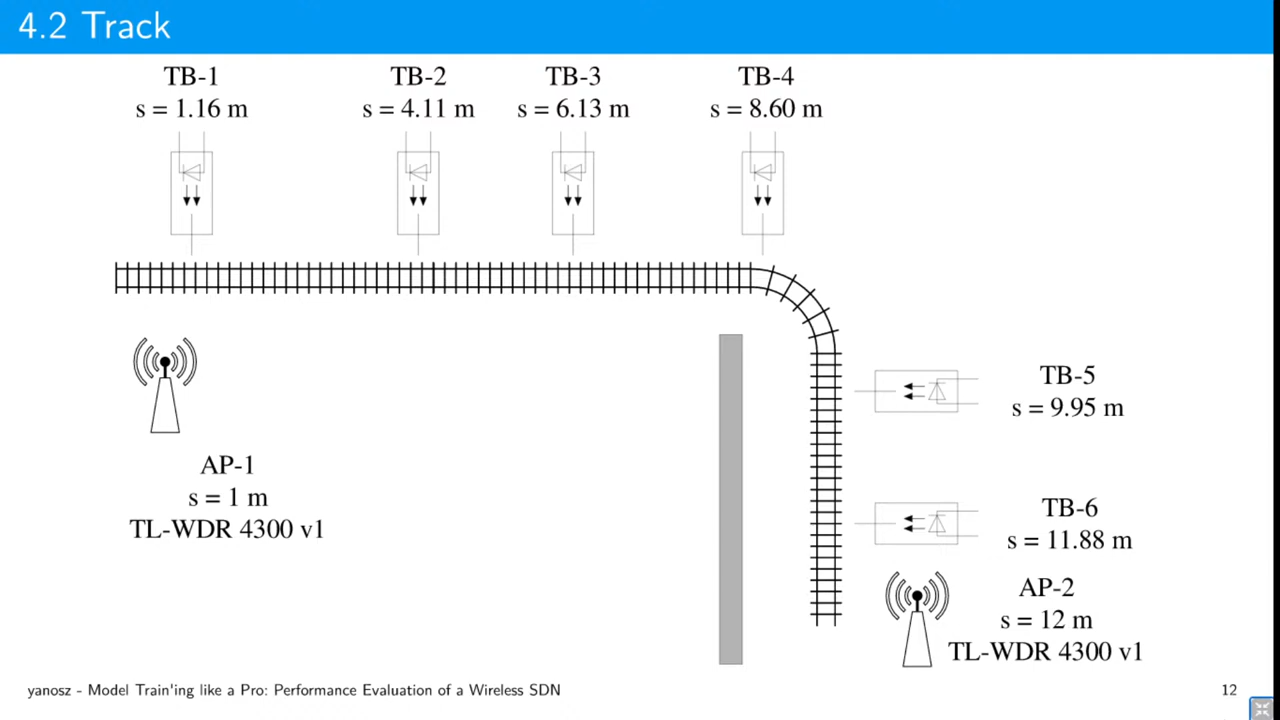 4.2 Track
TB-1
s = 1.16 m
TB-2
s = 4.11 m
TB-3
s = 6.13 m
TB-4
s = 8.60 m
TB-5
s = 9.95 m
AP-1
s = 1 m
TL-WDR 4300 v1
TB-6
s = 11.88 m
AP-2
s = 12 m
TL-WDR 4300 v1
yanosz - Model Train'ing like a Pro: Performance Evaluation of a Wireless SDN
12